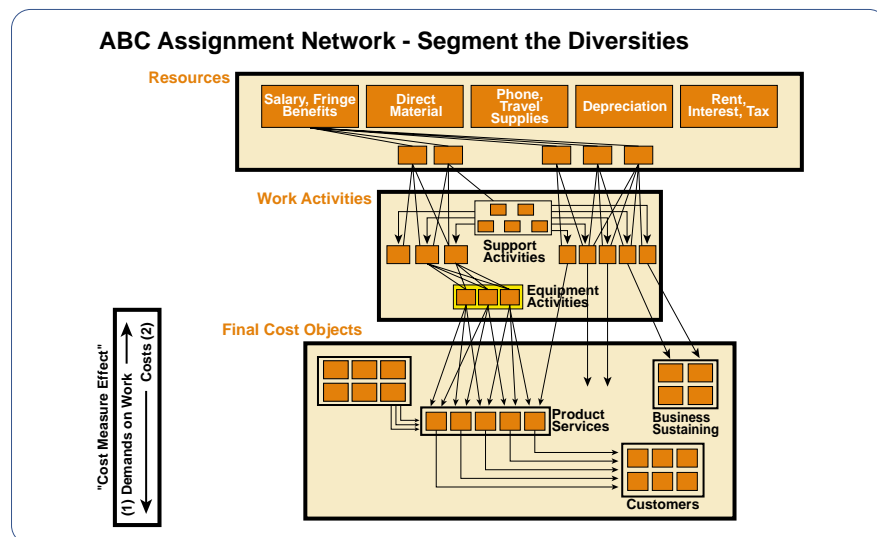 ABC Assignment Network - Segment the Diversities
Resources
Salary, Fringe
Benefits
Direct
Material
Phone,
Travel
Supplies
Depreciation
Rent,
Interest, Tax
Work Activities
Support
Activities
Equipment
Activities
Final Cost Objects
"Cost Measure Effect"
(1) Demands on Work
Costs (2)
Product
Services
Business
Sustaining
Customers